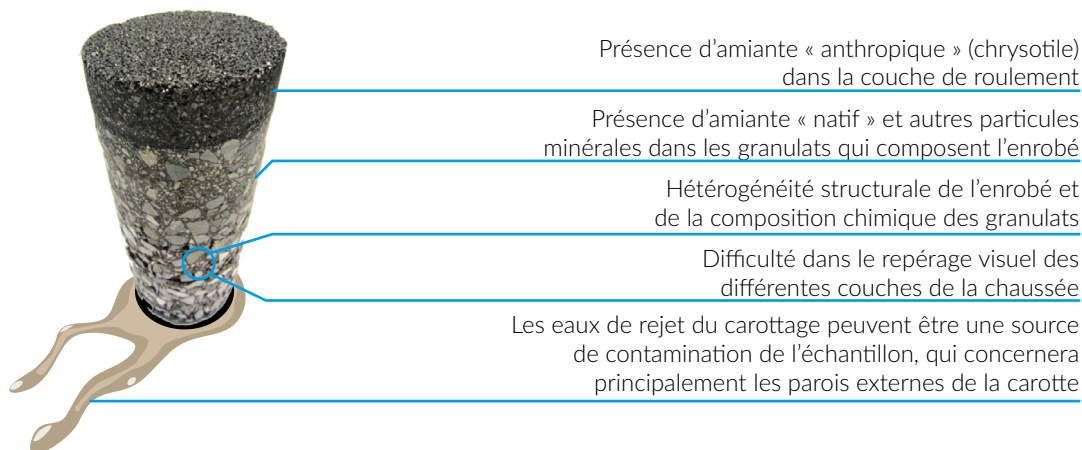 Présence d’amiante « anthropique » (chrysotile)
dans la couche de roulement
Présence d’amiante « natif » et autres particules
minérales dans les granulats qui composent l’enrobé
Hétérogénéité structurale de l’enrobé et
de la composition chimique des granulats
Difficulté dans le repérage visuel des
différentes couches de la chaussée
Les eaux de rejet du carottage peuvent être une source
de contamination de l’échantillon, qui concernera
principalement les parois externes de la carotte